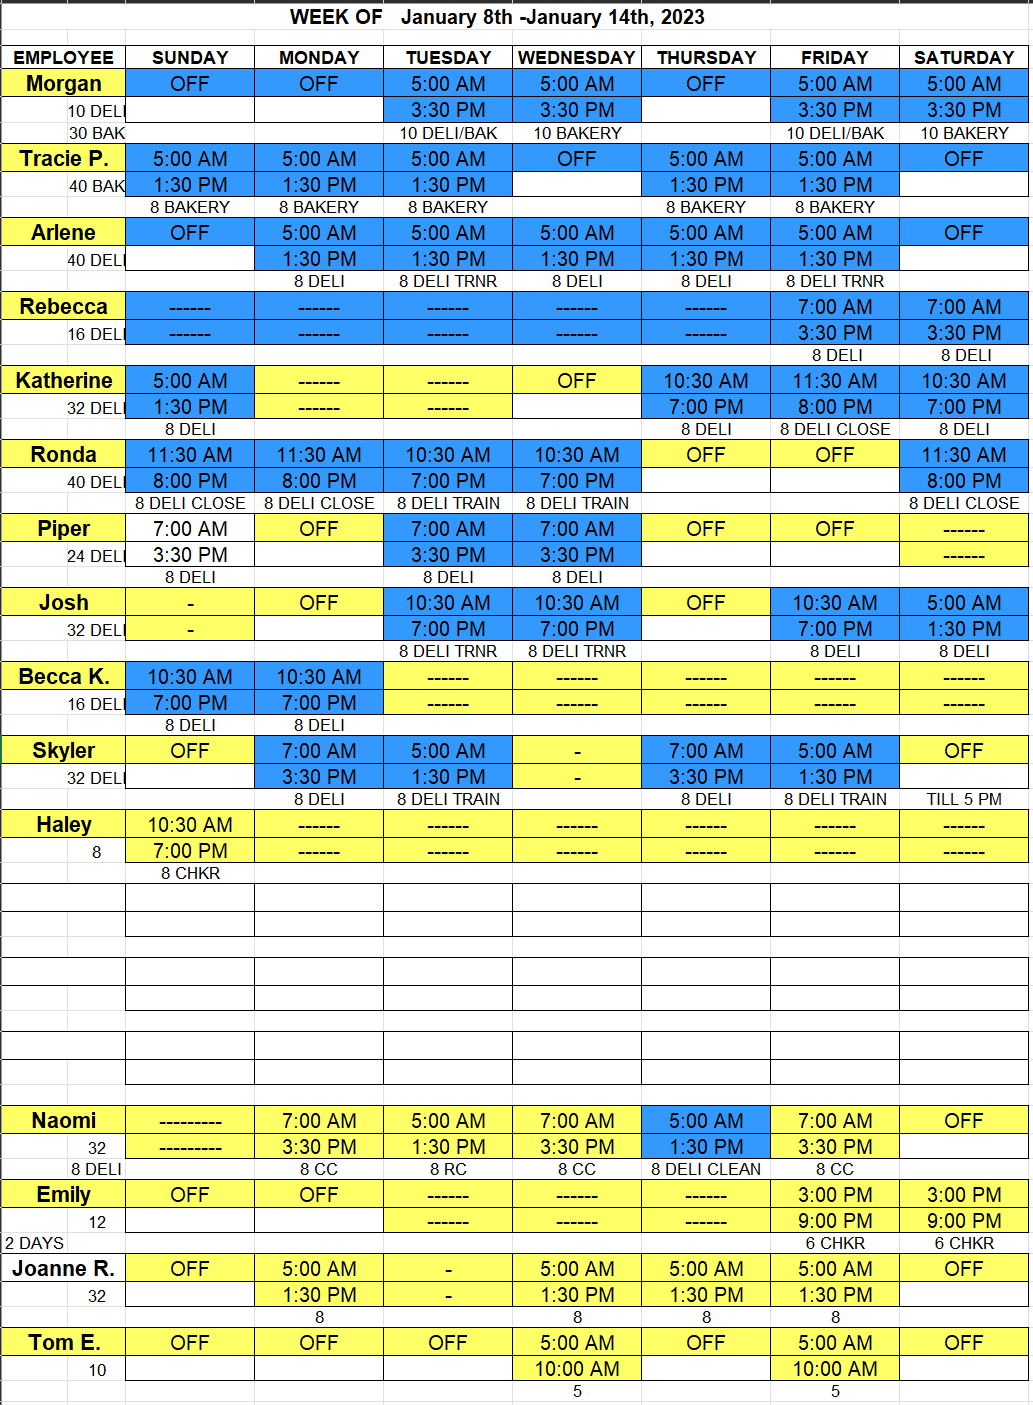 WEEK OF January 8th -January 14th, 2023
EMPLOYEE SUNDAY MONDAY TUESDAY WEDNESDAY THURSDAY FRIDAY SATURDAY
Morgan OFF OFF 5:00 AM 5:00 AM OFF 5:00 AM 5:00 AM
10 DELI 3:30 PM 3:30 PM 3:30 PM 3:30 PM
30 BAK 10 DELI/BAK 10 BAKERY 10 DELI/BAK 10 BAKERY
Tracie P. 5:00 AM 5:00 AM 5:00 AM OFF 5:00 AM 5:00 AM OFF
40 BAK 1:30 PM 1:30 PM 1:30 PM 1:30 PM 1:30 PM
8 BAKERY 8 BAKERY 8 BAKERY 8 BAKERY 8 BAKERY
Arlene OFF 5:00 AM 5:00 AM 5:00 AM 5:00 AM 5:00 AM OFF
40 DELI 1:30 PM 1:30 PM 1:30 PM 1:30 PM 1:30 PM
8 DELI 8 DELI TRNR 8 DELI 8 DELI 8 DELI TRNR
Rebecca ------ ------ ------ ------ ------ 7:00 AM 7:00 AM
16 DELI ------ ------ ------ ------ ------ 3:30 PM 3:30 PM
8 DELI 8 DELI
Katherine 5:00 AM ------ ------ OFF 10:30 AM 11:30 AM 10:30 AM
32 DELI 1:30 PM ------ ------ 7:00 PM 8:00 PM 7:00 PM
8 DELI 8 DELI 8 DELI CLOSE 8 DELI
Ronda 11:30 AM 11:30 AM 10:30 AM 10:30 AM OFF OFF 11:30 AM
40 DELI 8:00 PM 8:00 PM 7:00 PM 7:00 PM 8:00 PM
8 DELI CLOSE 8 DELI CLOSE 8 DELI TRAIN 8 DELI TRAIN 8 DELI CLOSE
Piper 7:00 AM OFF 7:00 AM 7:00 AM OFF OFF ------
24 DELI 3:30 PM 3:30 PM 3:30 PM ------
8 DELI 8 DELI 8 DELI
Josh - OFF 10:30 AM 10:30 AM OFF 10:30 AM 5:00 AM
32 DELI - 7:00 PM 7:00 PM 7:00 PM 1:30 PM
8 DELI TRNR 8 DELI TRNR 8 DELI 8 DELI
Becca K. 10:30 AM 10:30 AM ------ ------ ------ ------ ------
16 DELI 7:00 PM 7:00 PM ------ ------ ------ ------ ------
8 DELI 8 DELI
Skyler OFF 7:00 AM 5:00 AM - 7:00 AM 5:00 AM OFF
32 DELI 3:30 PM 1:30 PM - 3:30 PM 1:30 PM
8 DELI 8 DELI TRAIN 8 DELI 8 DELI TRAIN TILL 5 PM
Haley 10:30 AM ------ ------ ------ ------ ------ ------
8 7:00 PM ------ ------ ------ ------ ------ ------
8 CHKR
Naomi --------- 7:00 AM 5:00 AM 7:00 AM 5:00 AM 7:00 AM OFF
32 --------- 3:30 PM 1:30 PM 3:30 PM 1:30 PM 3:30 PM
8 DELI 8 CC 8 RC 8 CC 8 DELI CLEAN 8 CC
Emily OFF OFF ------ ------ ------ 3:00 PM 3:00 PM
12 ------ ------ ------ 9:00 PM 9:00 PM
2 DAYS 6 CHKR 6 CHKR
Joanne R. OFF 5:00 AM - 5:00 AM 5:00 AM 5:00 AM OFF
32 1:30 PM - 1:30 PM 1:30 PM 1:30 PM
8 8 8 8
Tom E. OFF OFF OFF 5:00 AM OFF 5:00 AM OFF
10 10:00 AM 10:00 AM
5 5